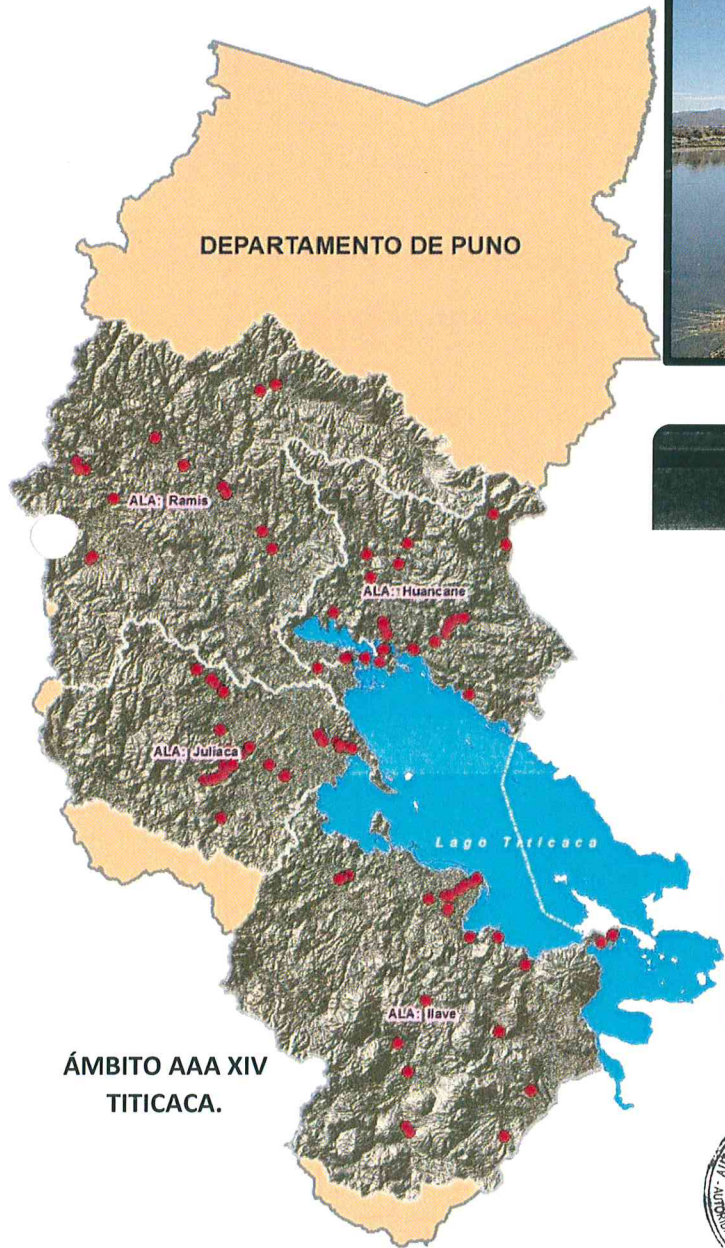 DEPARTAMENTO DE PUNO
ALA: Ramis
ALA: Huancane
ALA: Juliaca
Lago Titicaca
ALA: Ilave
ÁMBITO AAA XIV
TITICACA.